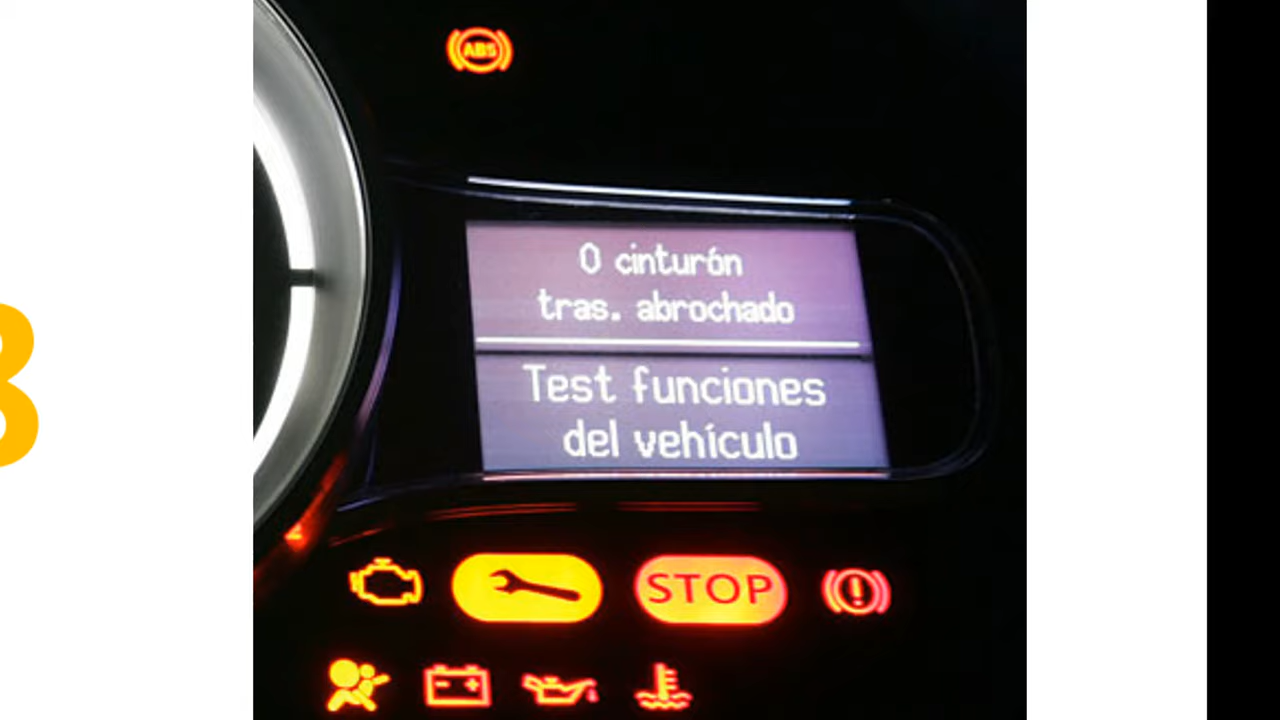 ABS
0 cinturón
tras. abrochado
Test funciones
del vehículo
STOP